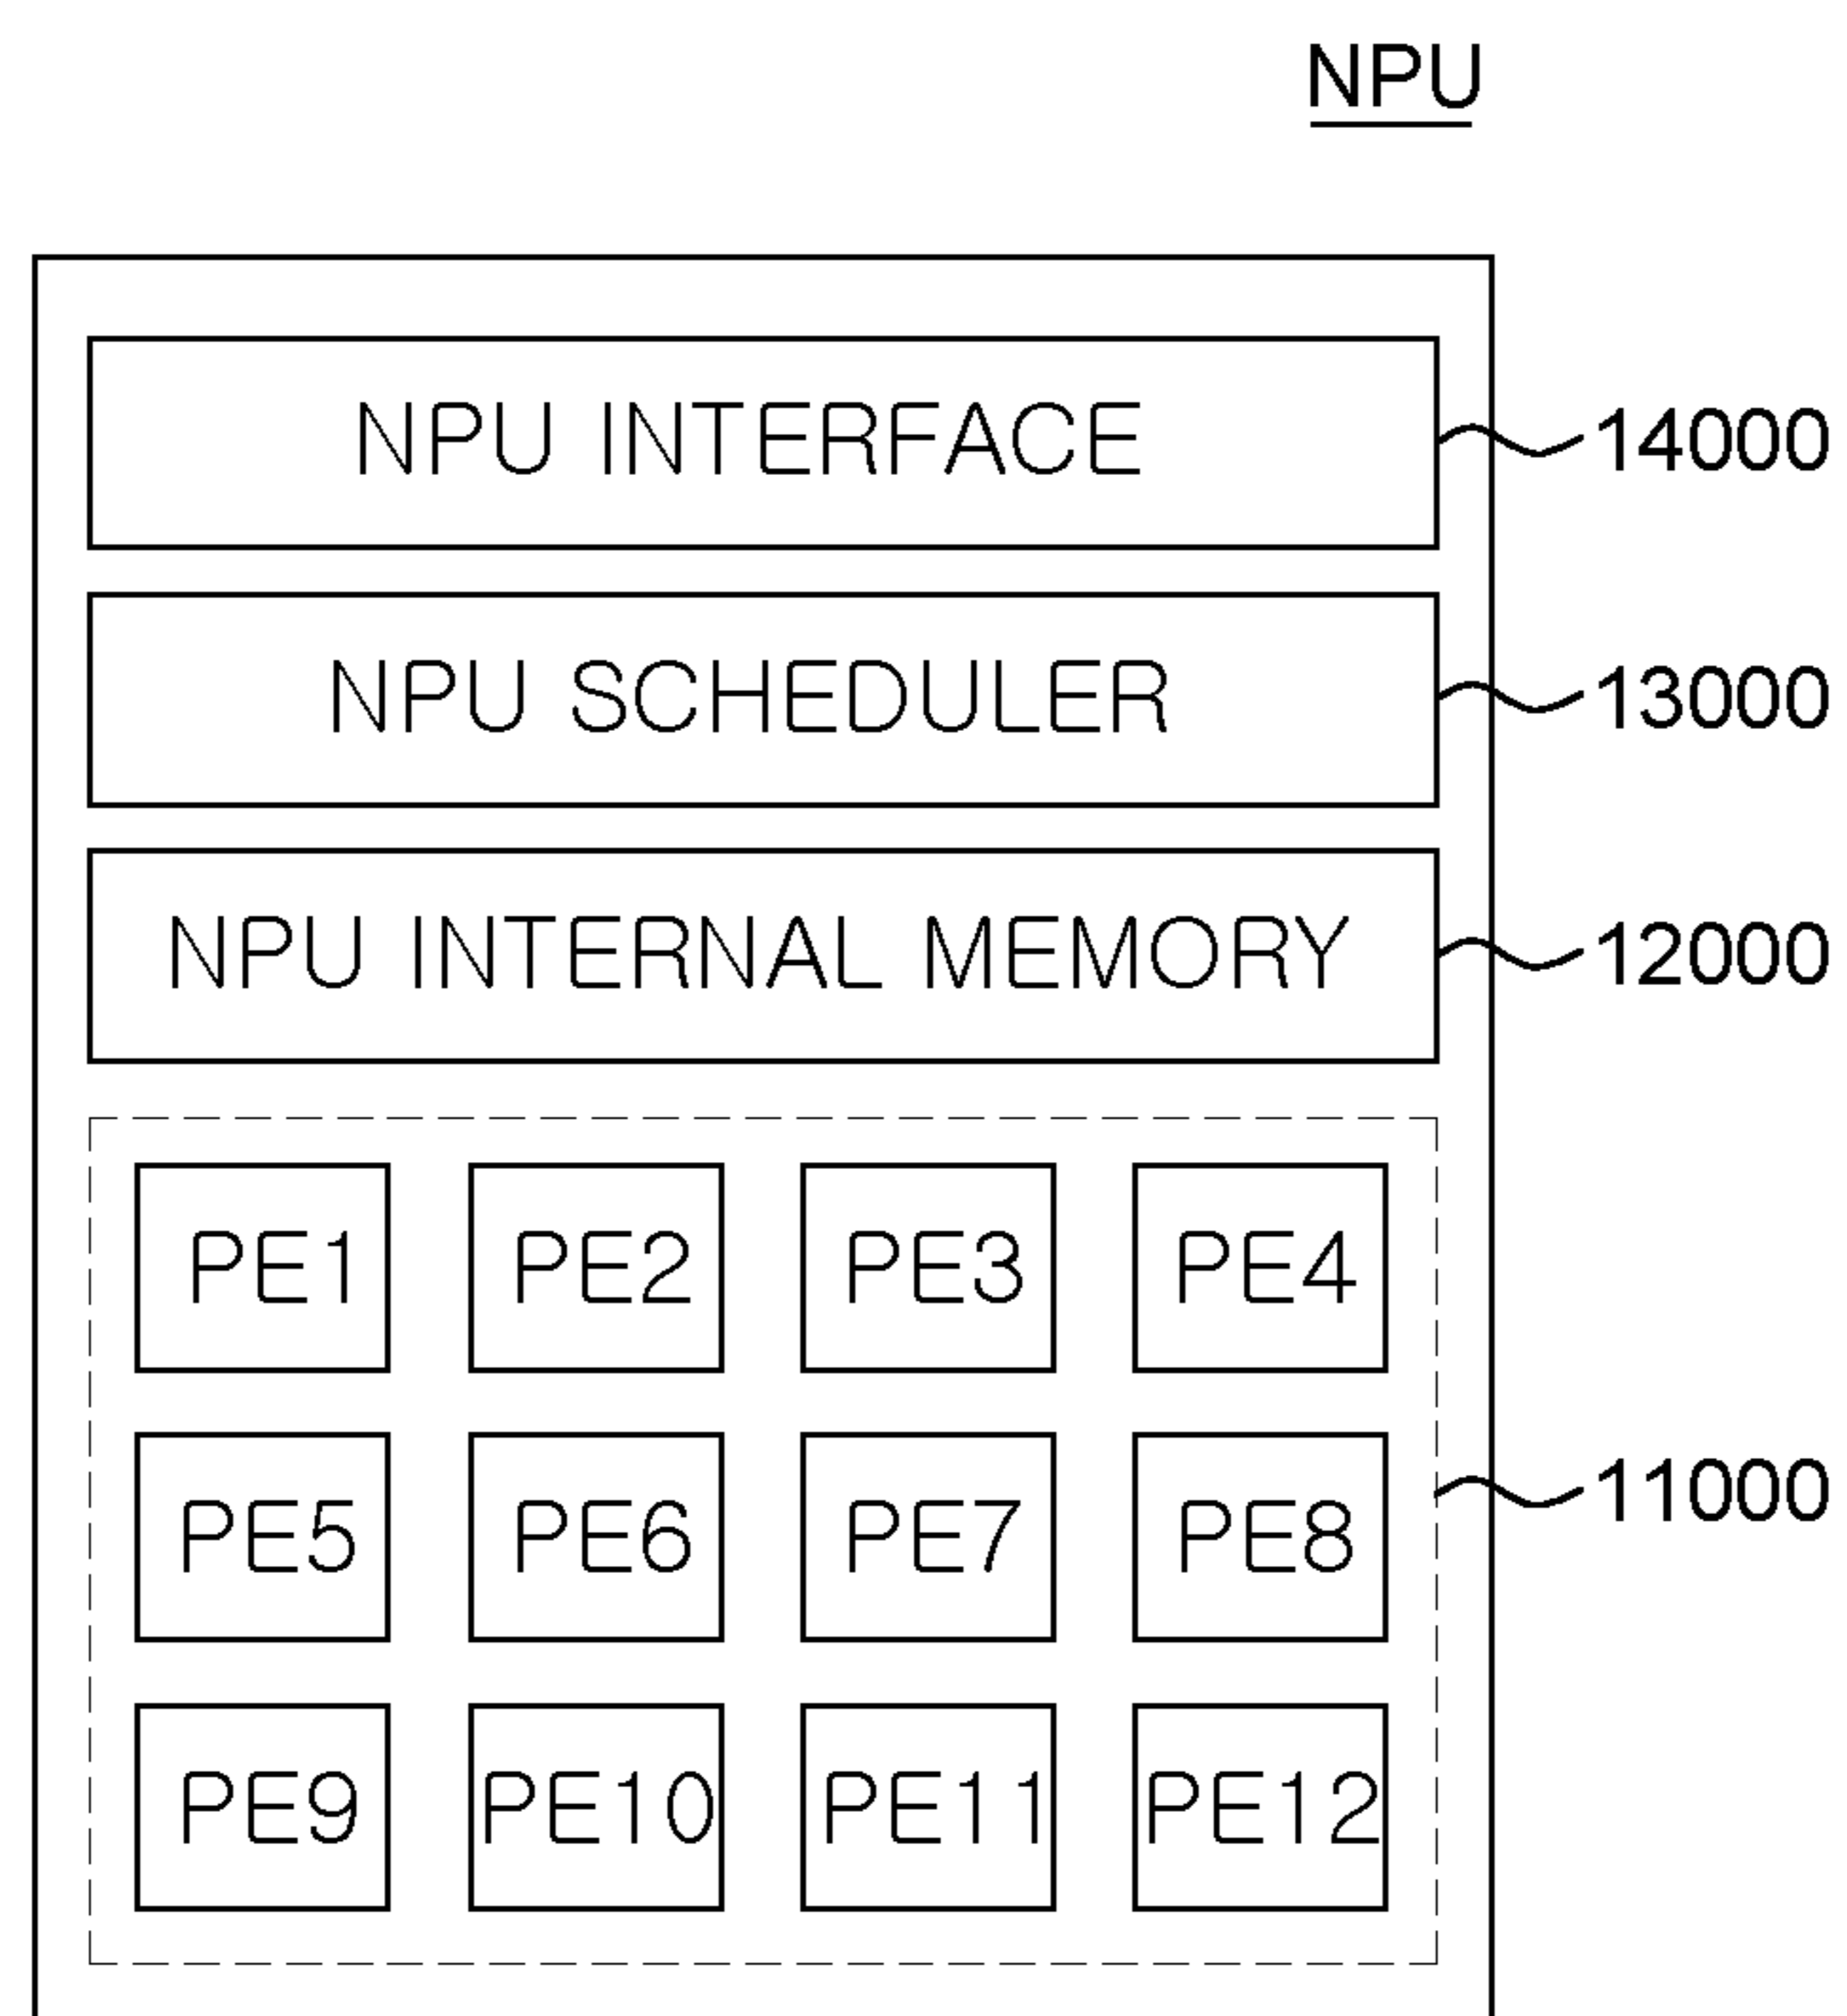 NPU
NPU INTERFACE 14000
NPU SCHEDULER 13000
NPU INTERNAL MEMORY 12000
PE1 PE2 PE3 PE4
PE5 PE6 PE7 PE8 11000
PE9 PE10 PE11 PE12